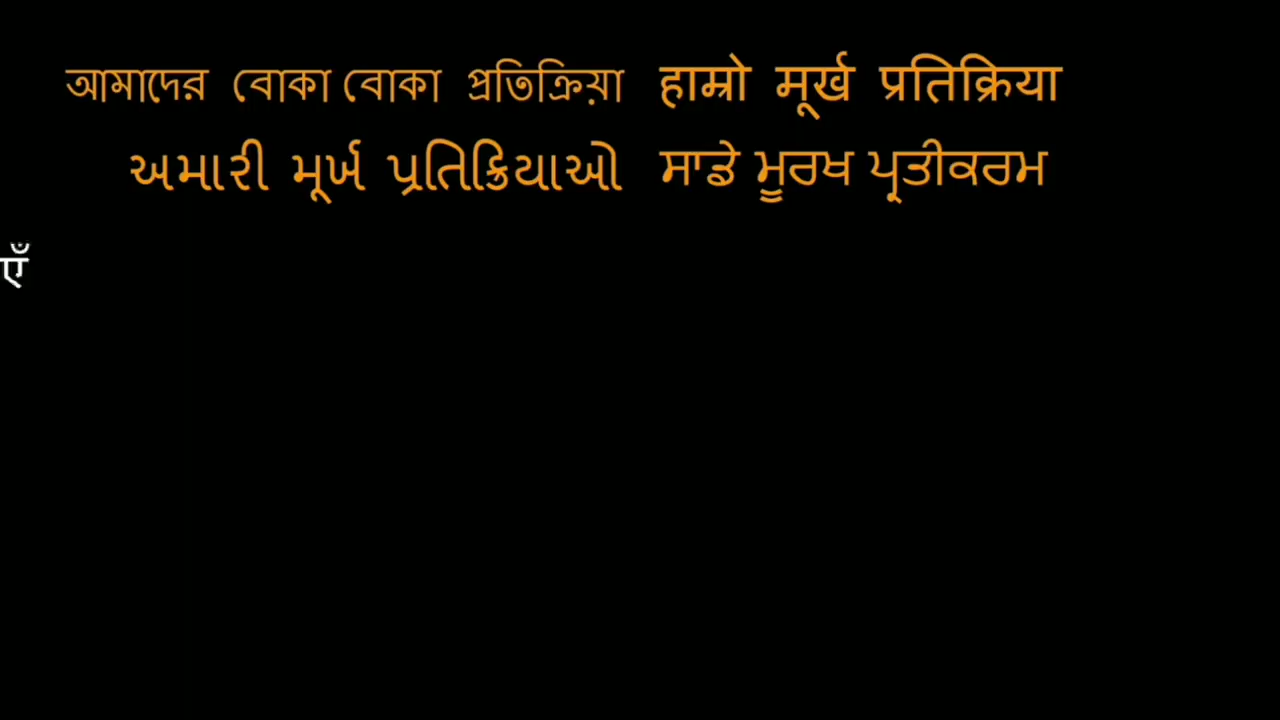 আমাদের বোকা বোকা প্রতিক্রিয়া हाम्रो मूर्ख प्रतिक्रिया
અમારી મૂર્ખ પ્રતિક્રિયાઓ ਸਾਡੇ ਮੂਰਖ ਪ੍ਰਤੀਕਰਮ
एँ